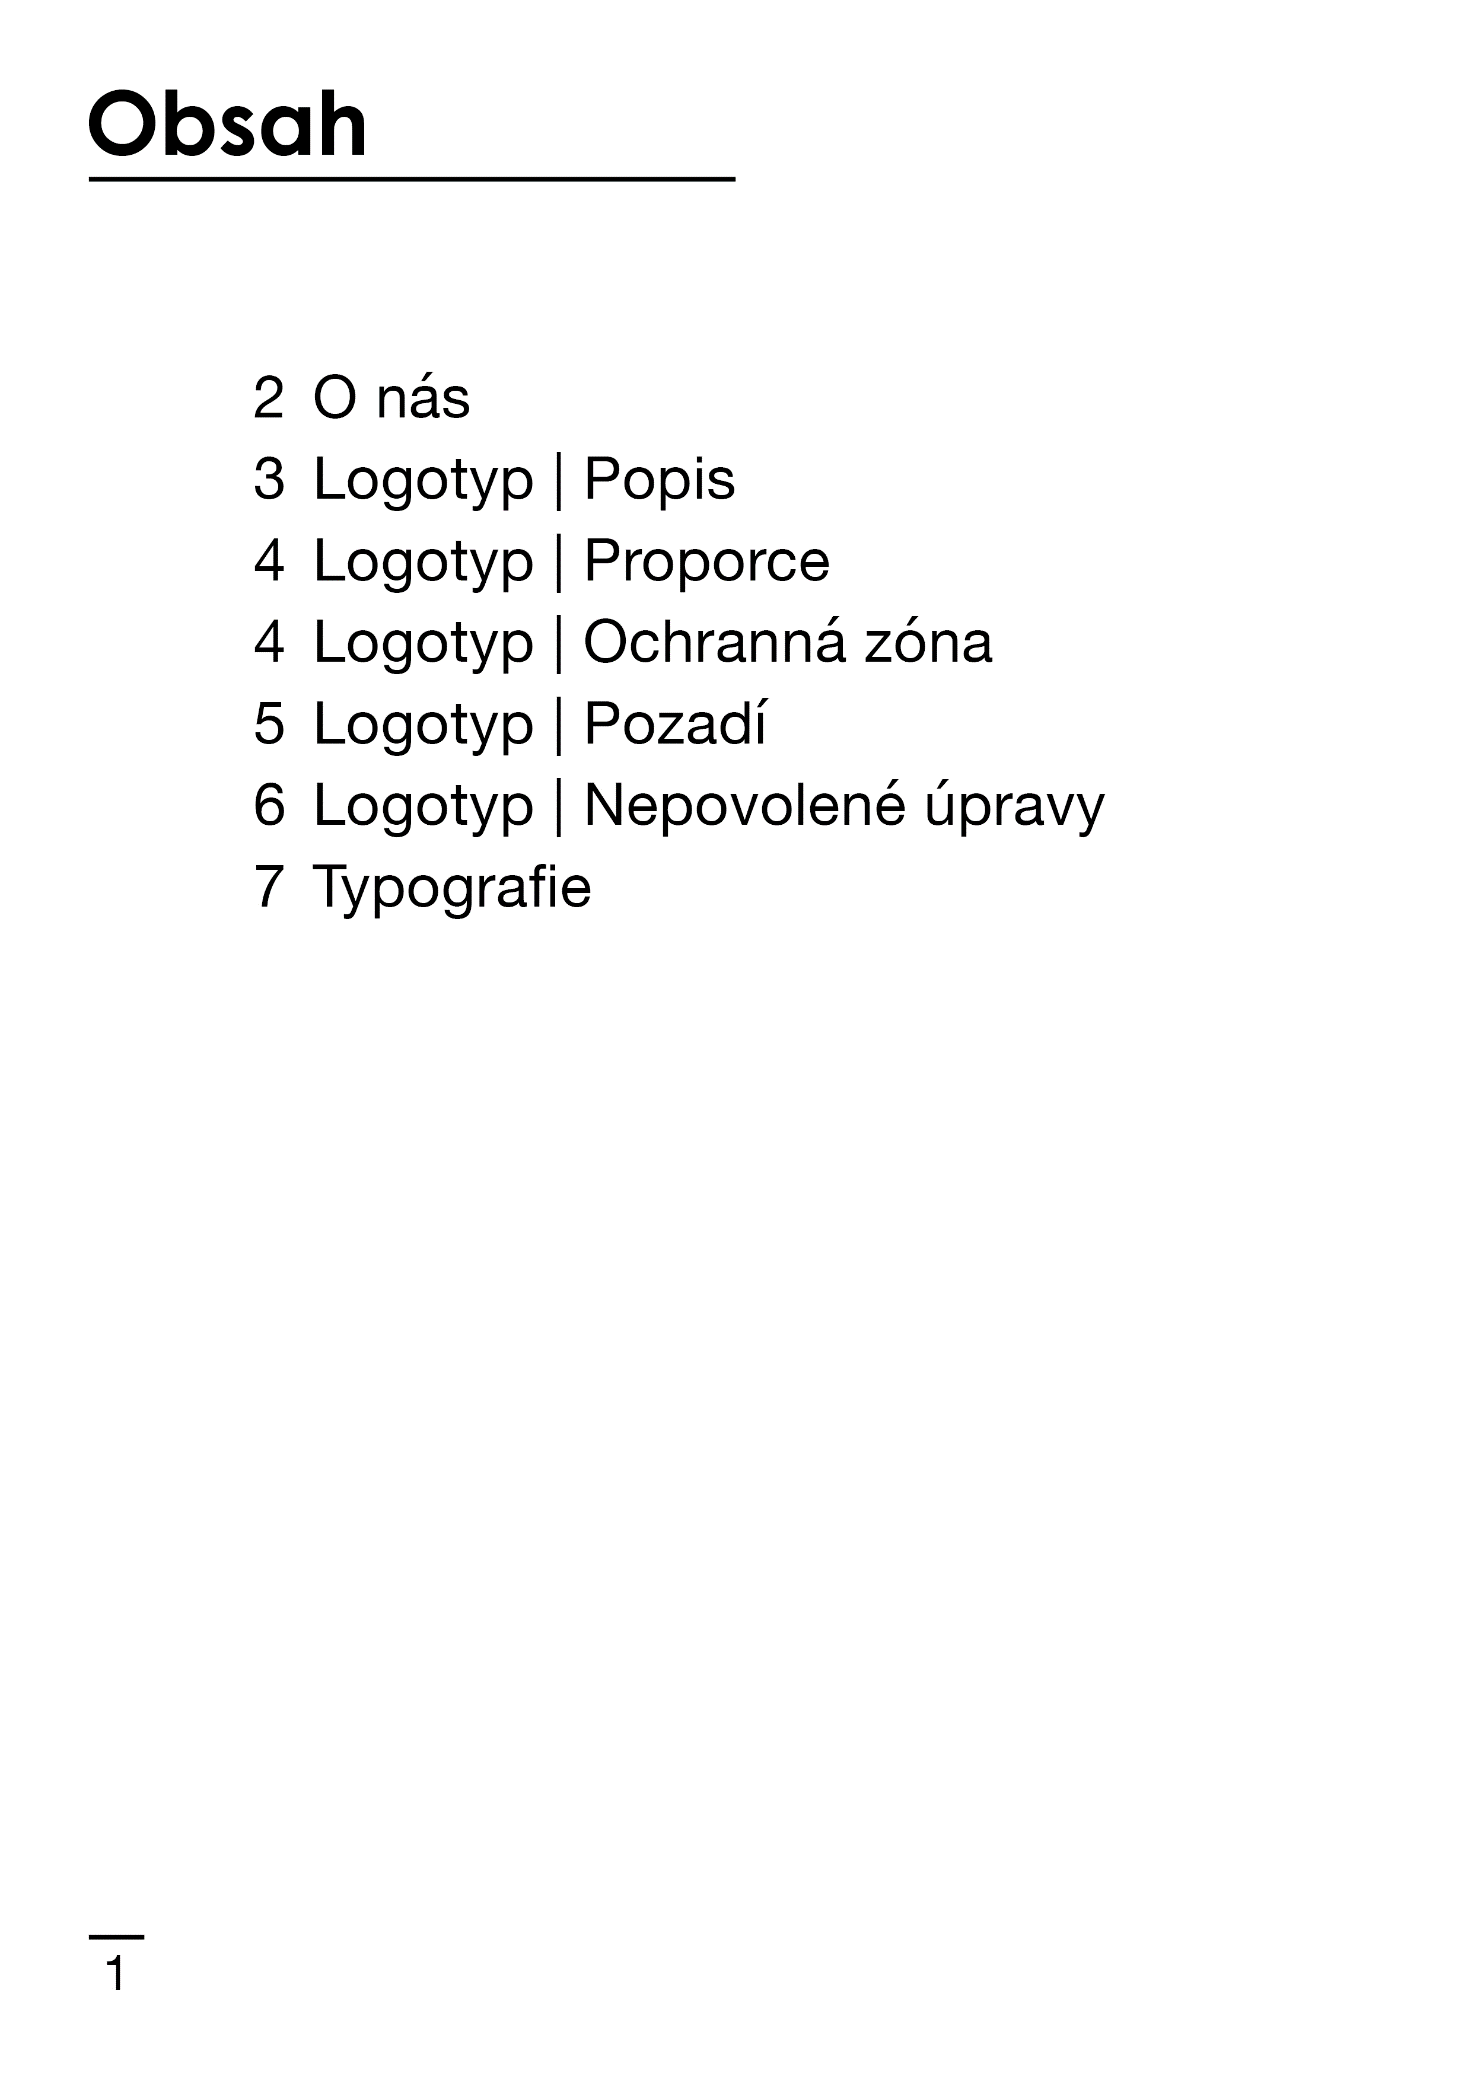 Obsah
2 O nás
3 Logotyp | Popis
4 Logotyp | Proporce
4 Logotyp | Ochranná zóna
5 Logotyp | Pozadí
6 Logotyp | Nepovolené úpravy
7 Typografie
1